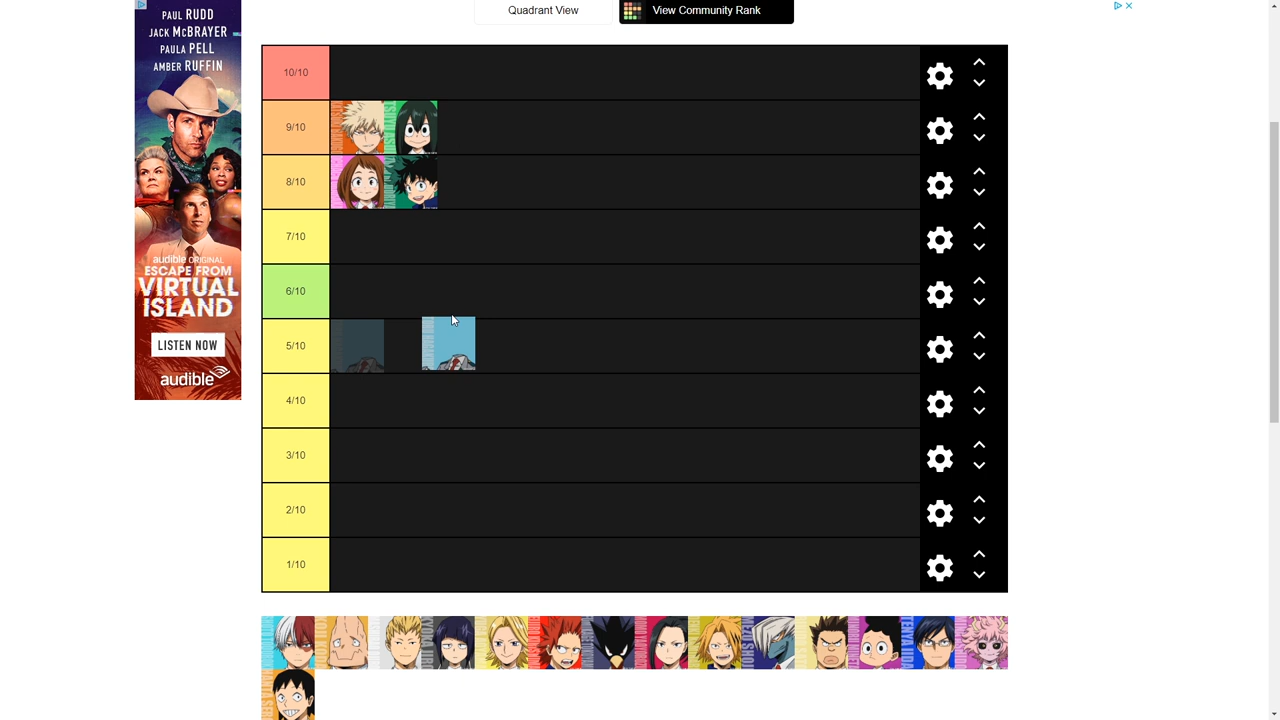 PAUL RUDD
JACK McBRAYER
PAULA PELL
AMBER RUFFIN
audible ORIGINAL
ESCAPE FROM
VIRTUAL
ISLAND
LISTEN NOW
audible
Quadrant View
View Community Rank
10/10
9/10
8/10
7/10
6/10
5/10
4/10
3/10
2/10
1/10